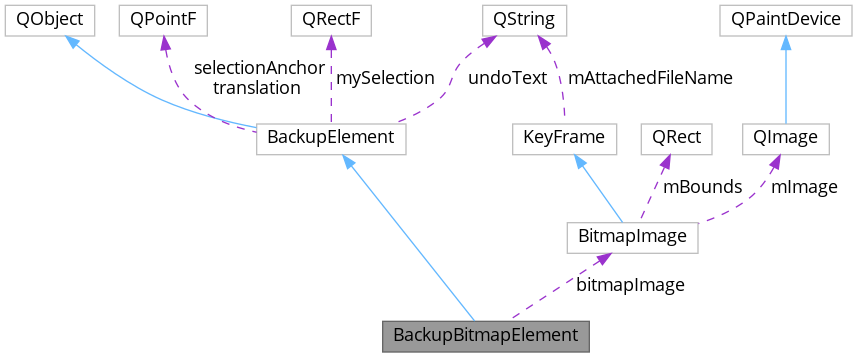 QObject
QPointF
QRectF
QString
QPaintDevice
selectionAnchor
translation
mySelection
undoText
mAttachedFileName
BackupElement
KeyFrame
QRect
QImage
mBounds
mImage
BitmapImage
bitmapImage
BackupBitmapElement